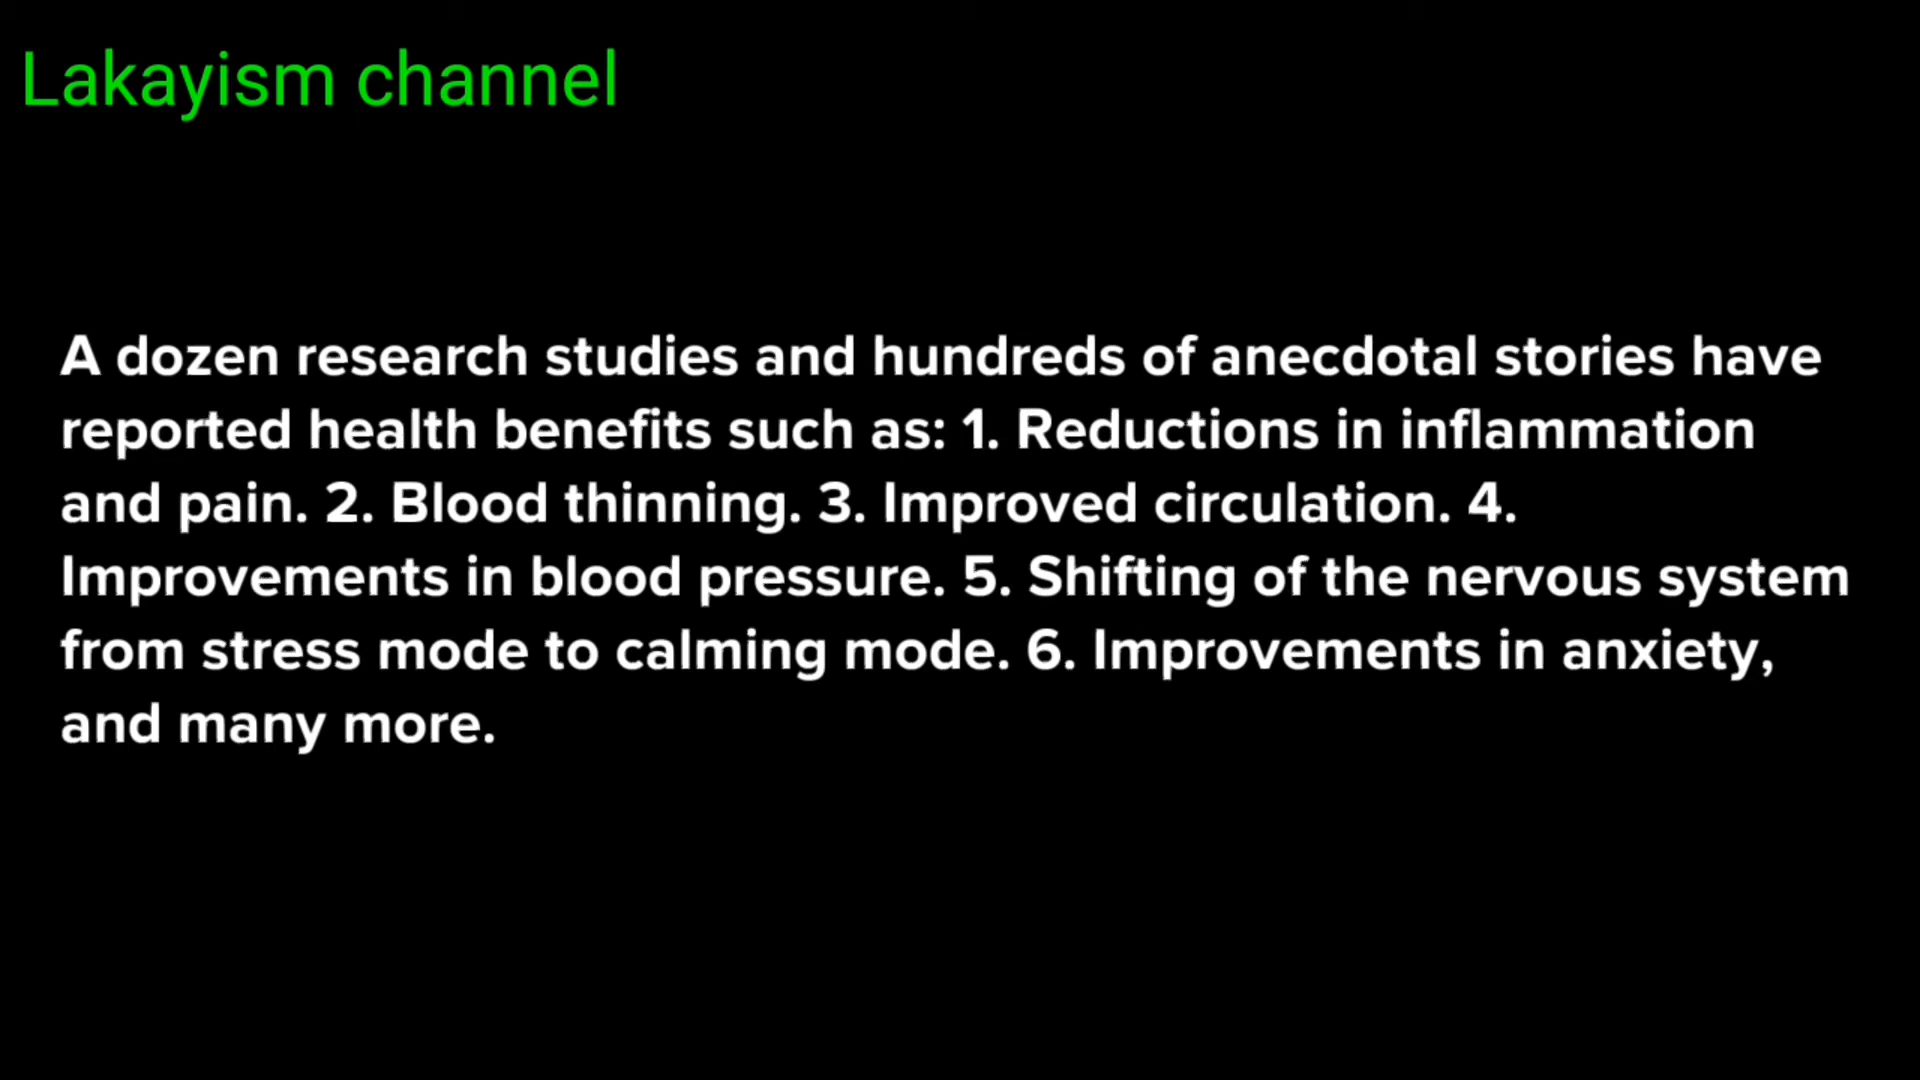 Lakayism channel
A dozen research studies and hundreds of anecdotal stories have
reported health benefits such as: 1. Reductions in inflammation
and pain. 2. Blood thinning. 3. Improved circulation. 4.
Improvements in blood pressure. 5. Shifting of the nervous system
from stress mode to calming mode. 6. Improvements in anxiety,
and many more.